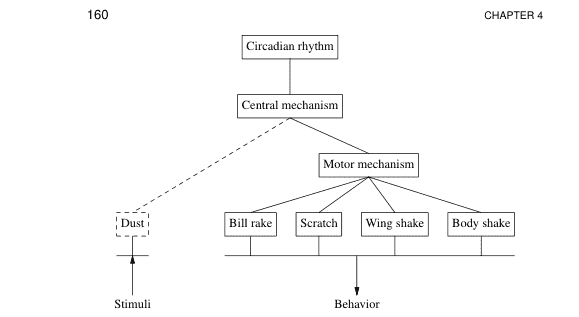 160 CHAPTER 4
Circadian rhythm
Central mechanism
Motor mechanism
Dust Bill rake Scratch Wing shake Body shake
Stimuli Behavior